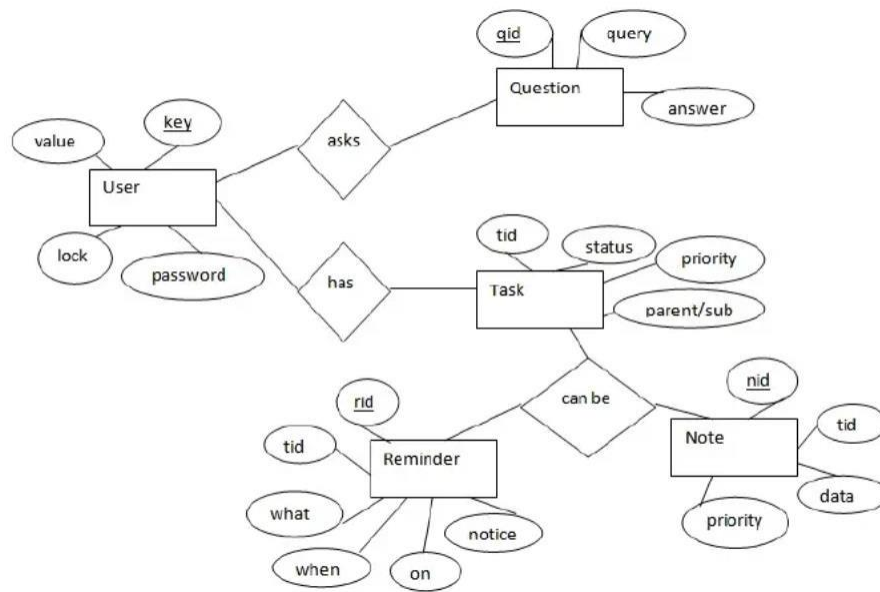 qid
query
Question
answer
asks
key
value
User
lock
password
has
tid
status
priority
Task
parent/sub
can be
rid
tid
Reminder
what
when
on
notice
nid
tid
Note
data
priority